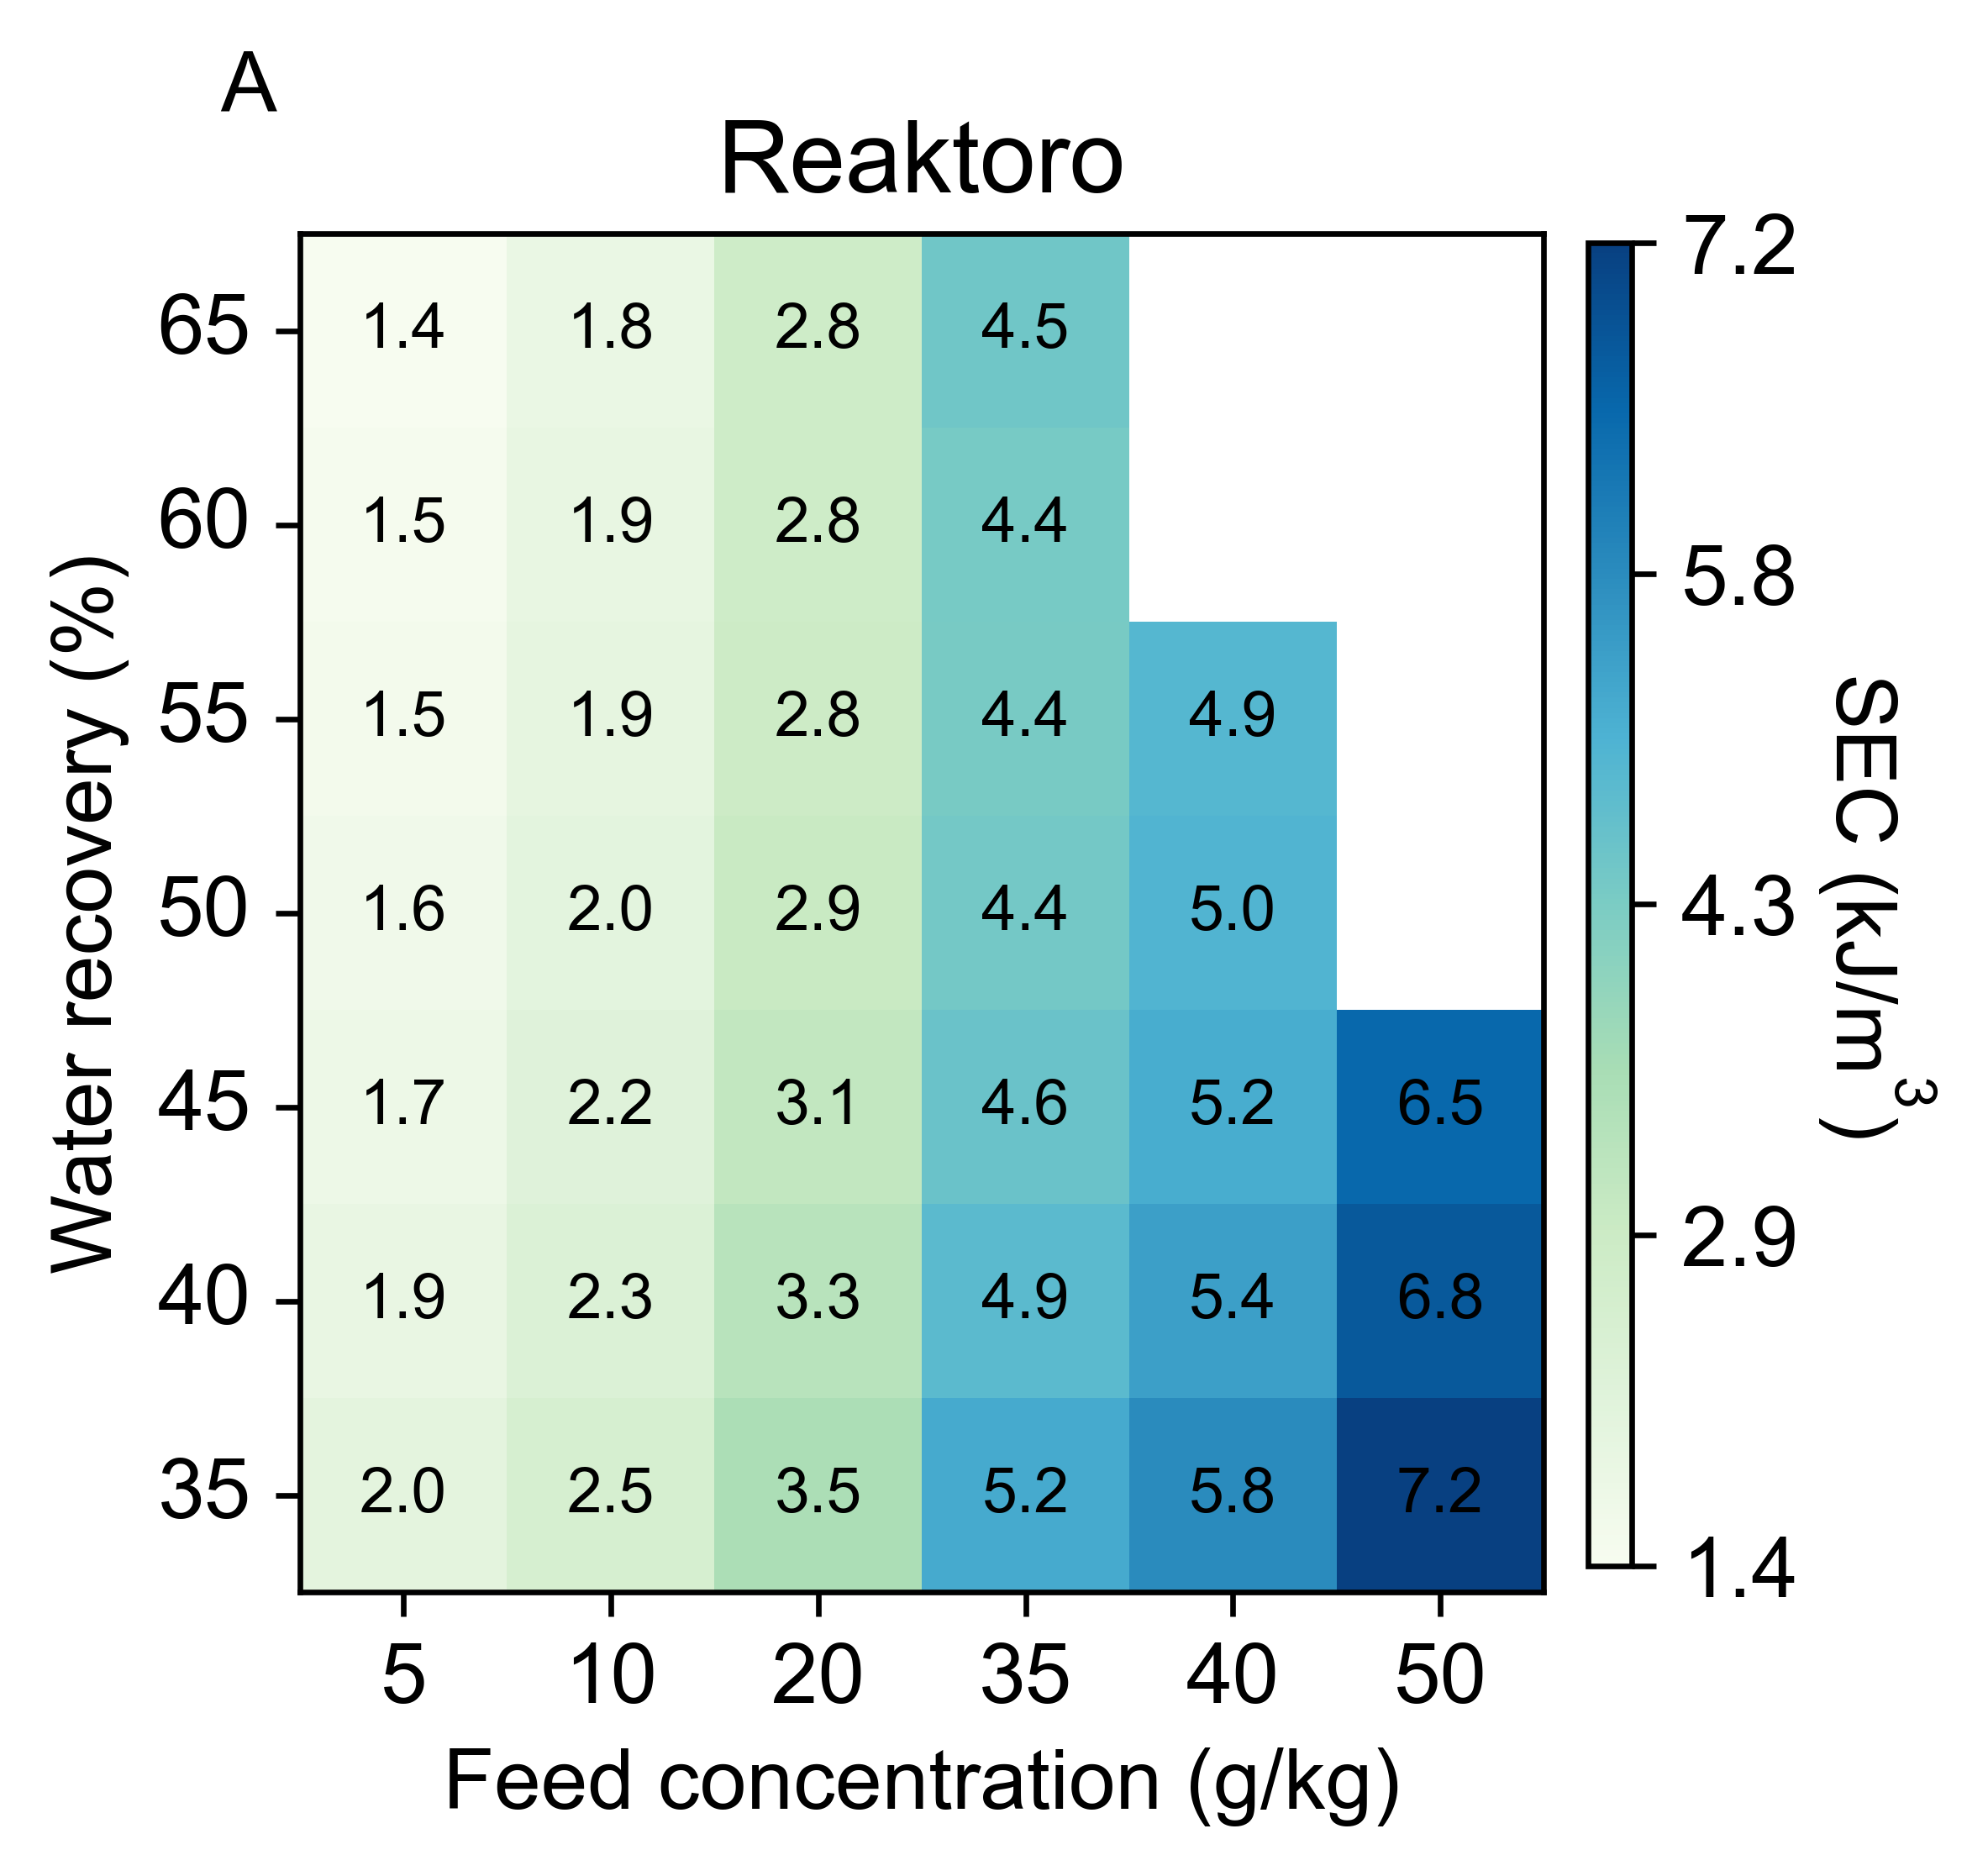 A
Reaktoro
65 1.4 1.8 2.8 4.5
60 1.5 1.9 2.8 4.4
55 1.5 1.9 2.8 4.4 4.9
50 1.6 2.0 2.9 4.4 5.0
45 1.7 2.2 3.1 4.6 5.2 6.5
40 1.9 2.3 3.3 4.9 5.4 6.8
35 2.0 2.5 3.5 5.2 5.8 7.2
5 10 20 35 40 50
Feed concentration (g/kg)
Water recovery (%)
7.2
5.8
4.3
2.9
1.4
SEC (kJ/m³)